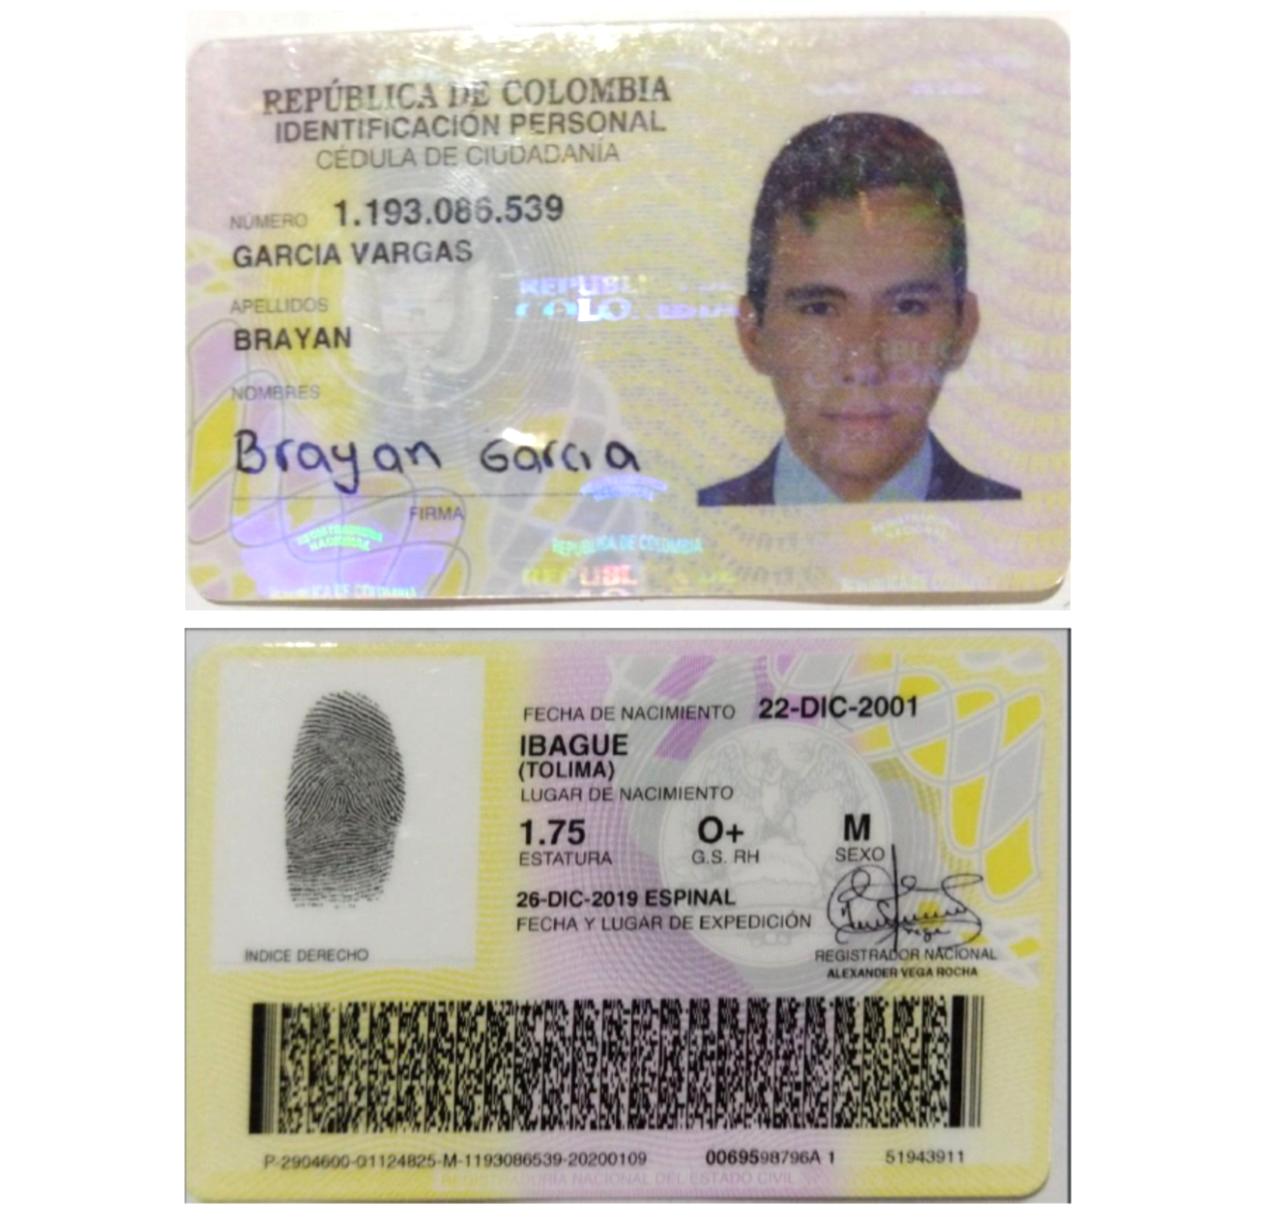 REPÚBLICA DE COLOMBIA
IDENTIFICACIÓN PERSONAL
CÉDULA DE CIUDADANÍA
NÚMERO 1.193.086.539
GARCIA VARGAS
APELLIDOS
BRAYAN
NOMBRES
Brayan Garcia
FIRMA
REGISTRADURIA
NACIONAL
REPUBLICA DE COLOMBIA
FECHA DE NACIMIENTO 22-DIC-2001
IBAGUE
(TOLIMA)
LUGAR DE NACIMIENTO
1.75 O+ M
ESTATURA G.S. RH SEXO
26-DIC-2019 ESPINAL
FECHA Y LUGAR DE EXPEDICIÓN
INDICE DERECHO
REGISTRADOR NACIONAL
ALEXANDER VEGA ROCHA
P-2904600-01124825-M-1193086539-20200109 0069598796A 1 51943911
REGISTRADURIA NACIONAL DEL ESTADO CIVIL